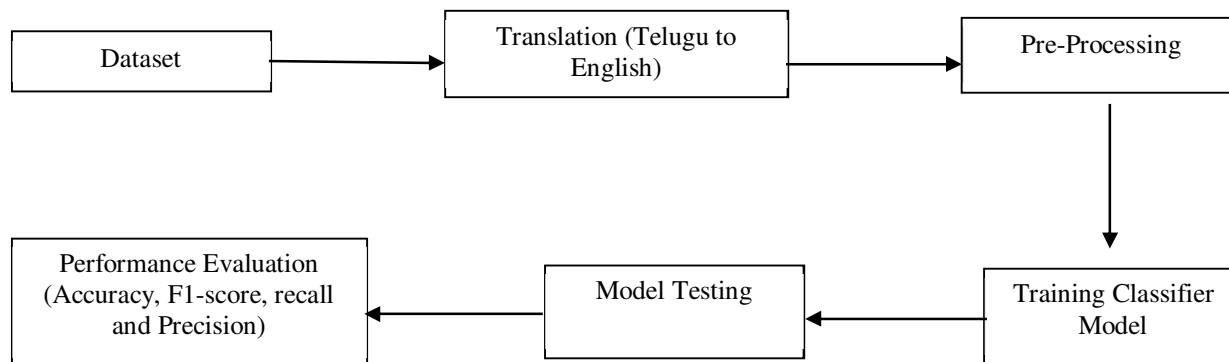 Dataset
Translation (Telugu to
English)
Pre-Processing
Training Classifier
Model
Model Testing
Performance Evaluation
(Accuracy, F1-score, recall
and Precision)